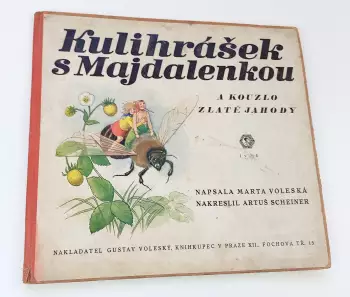 Kulihrášek
s Majdalenkou
A KOUZLO
ZLATÉ JAHODY
NAPSALA MARTA VOLESKÁ
NAKRESLIL ARTUŠ SCHEINER
NAKLADATEL GUSTAV VOLESKÝ, KNIHKUPEC V PRAZE XII, FOCHOVA TŘ. 15